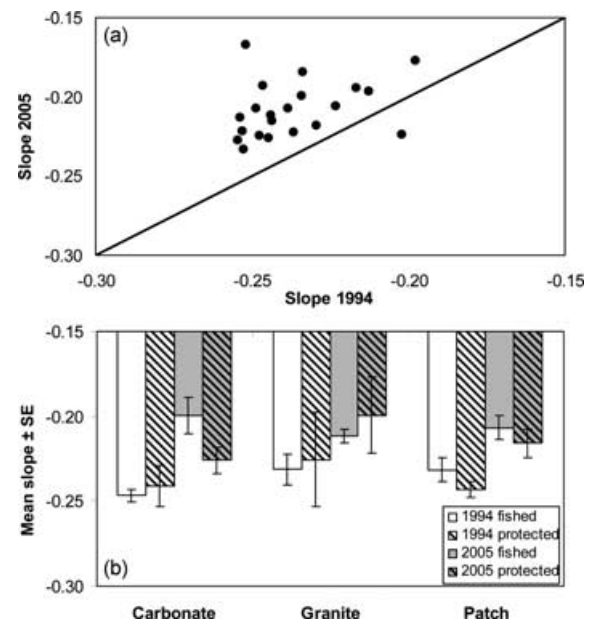 (a)
Slope 2005
-0.15
-0.20
-0.25
-0.30
-0.30 -0.25 -0.20 -0.15
Slope 1994
(b)
Mean slope ± SE
-0.15
-0.20
-0.25
-0.30
1994 fished
1994 protected
2005 fished
2005 protected
Carbonate Granite Patch